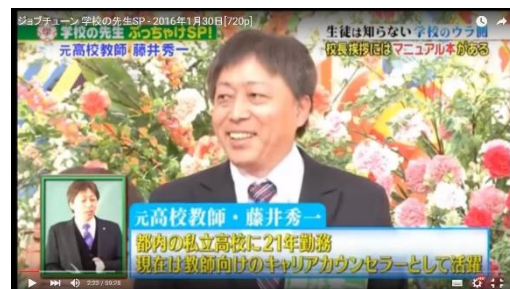 ジョブチューン 学校の先生SP - 2016年1月30日[720p]
学校の先生 ぶっちゃけSP!
元高校教師 藤井秀一
生徒は知らない 学校のウラ側
校長挨拶にはマニュアル本がある
元高校教師・藤井秀一
都内の私立高校に21年勤務
現在は教師向けのキャリアカウンセラーとして活躍